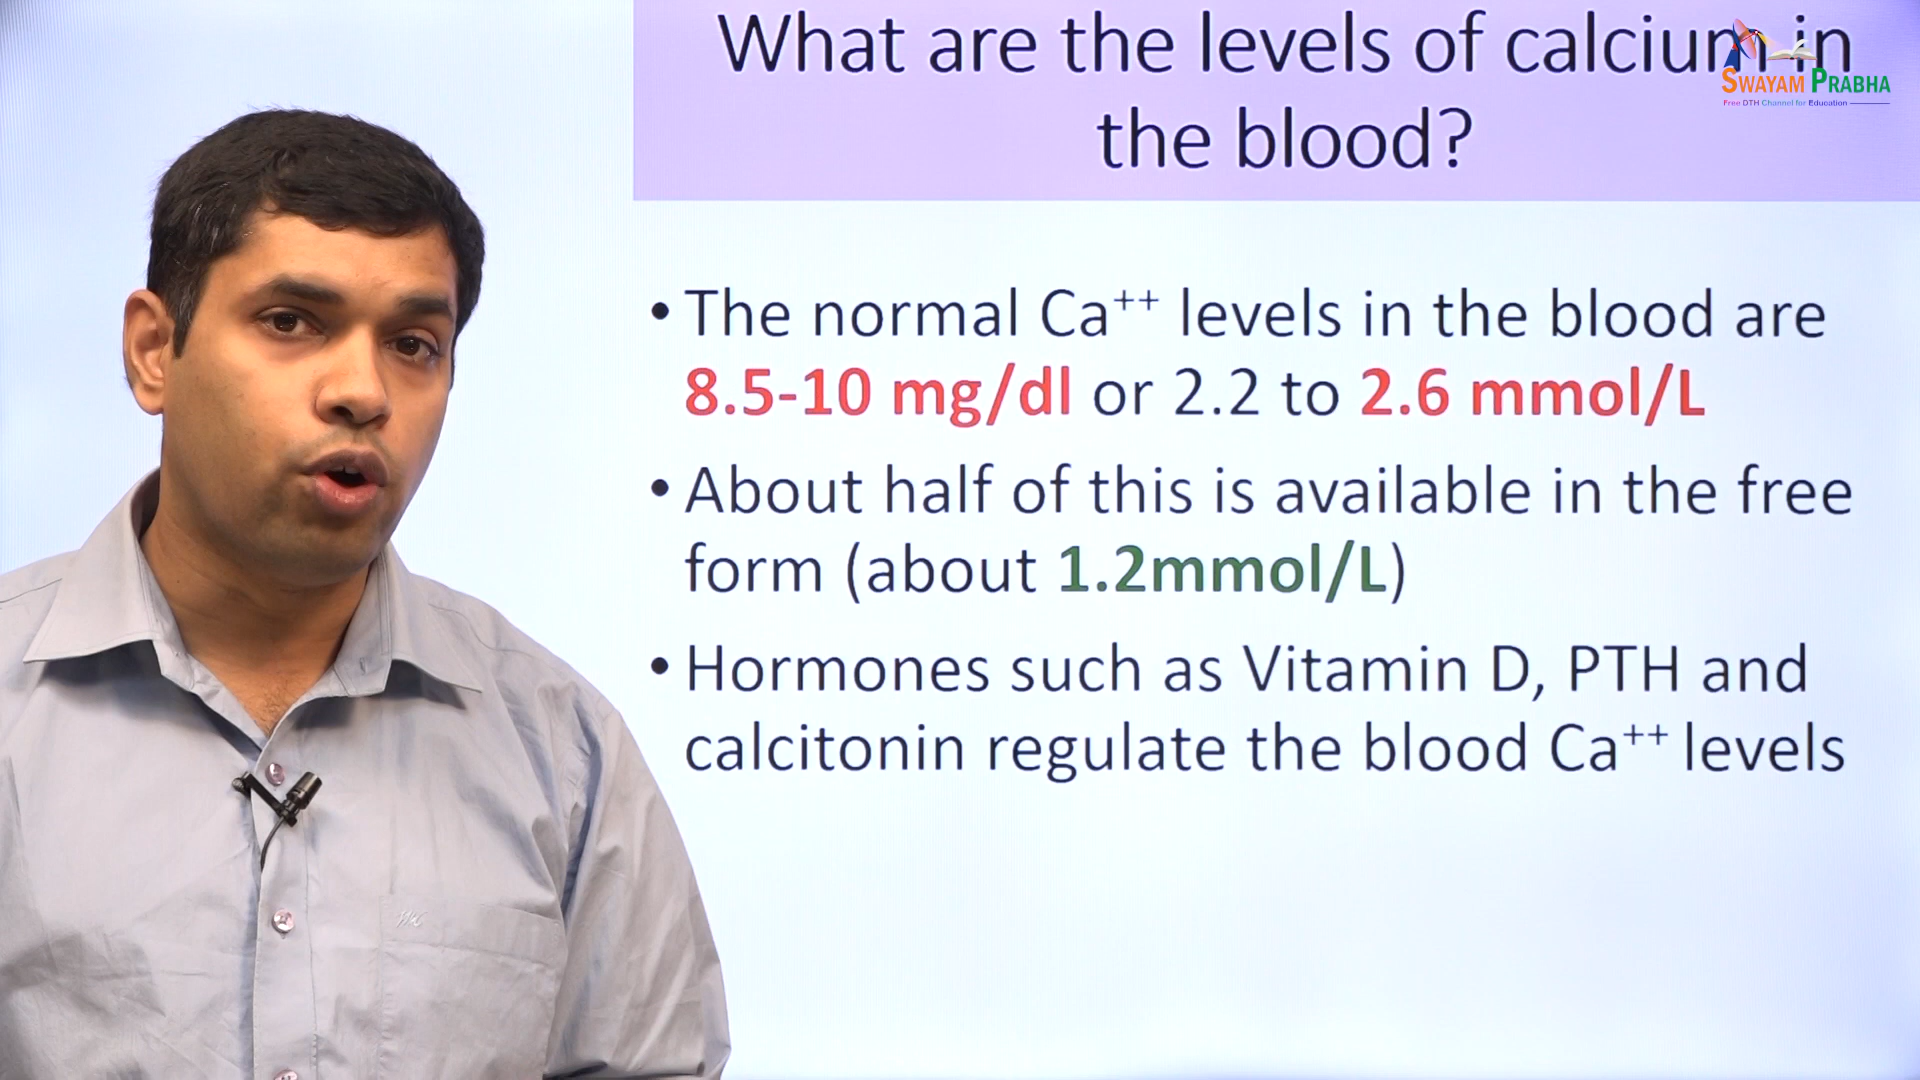 What are the levels of calcium in
the blood?
SWAYAM PRABHA
Free DTH Channel for Education
• The normal Ca⁺⁺ levels in the blood are
8.5-10 mg/dl or 2.2 to 2.6 mmol/L
• About half of this is available in the free
form (about 1.2mmol/L)
• Hormones such as Vitamin D, PTH and
calcitonin regulate the blood Ca⁺⁺ levels